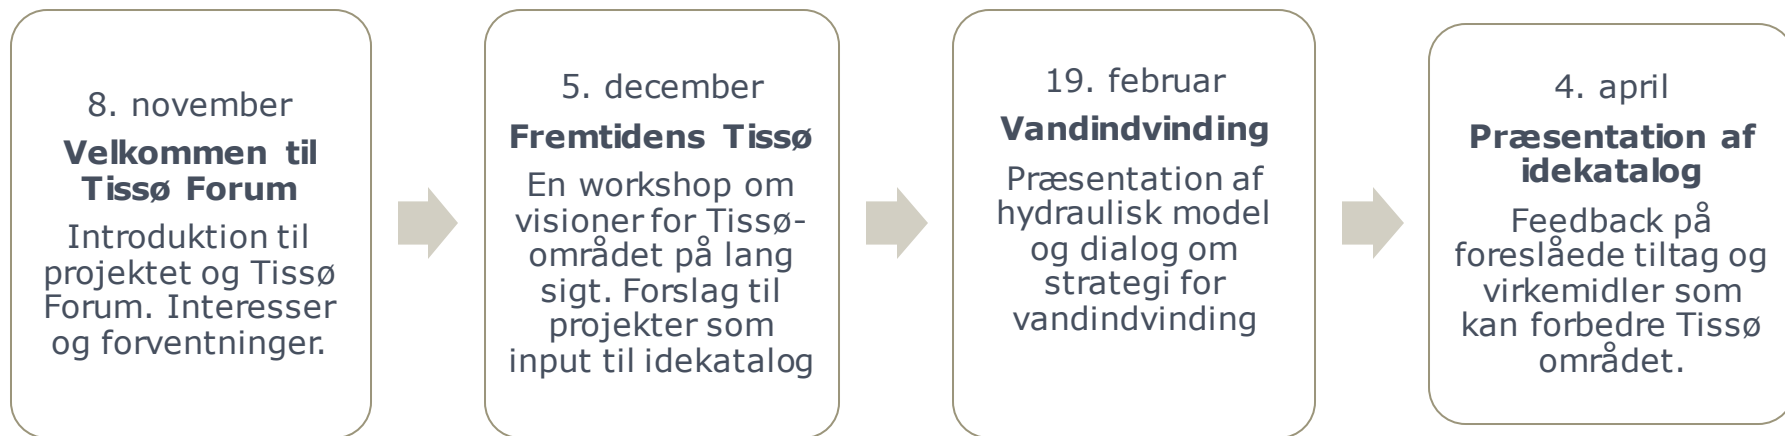 8. november
Velkommen til
Tissø Forum
Introduktion til
projektet og Tissø
Forum. Interesser
og forventninger.
5. december
Fremtidens Tissø
En workshop om
visioner for Tissø-
området på lang
sigt. Forslag til
projekter som
input til idekatalog
19. februar
Vandindvinding
Præsentation af
hydraulisk model
og dialog om
strategi for
vandindvinding
4. april
Præsentation af
idekatalog
Feedback på
foreslåede tiltag og
virkemidler som
kan forbedre Tissø
området.